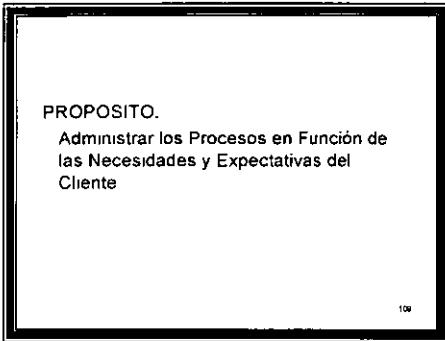 PROPOSITO.
Administrar los Procesos en Función de
las Necesidades y Expectativas del
Cliente
109